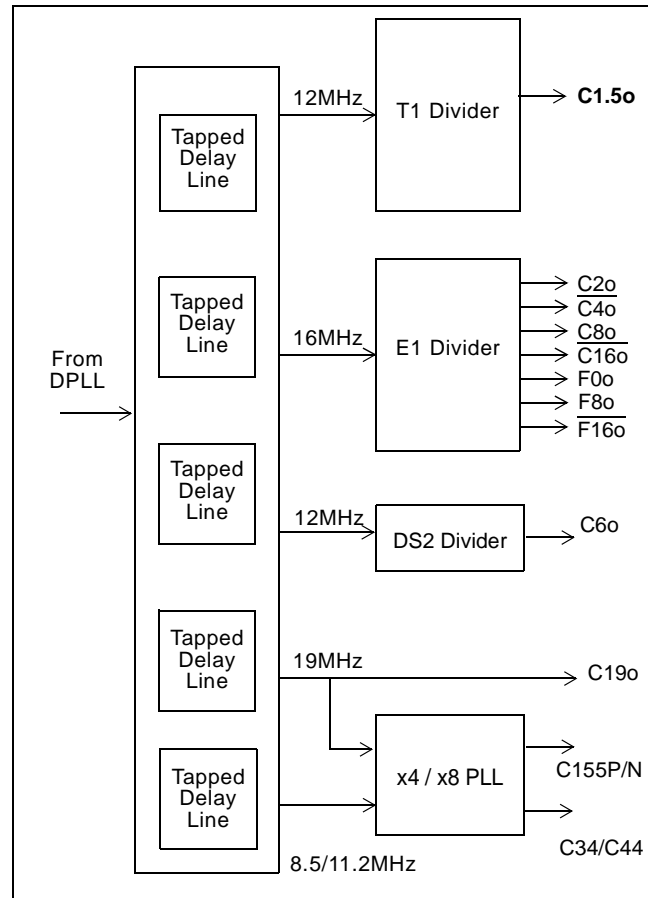 12MHz
T1 Divider
C1.5o
Tapped
Delay
Line
Tapped
Delay
Line
16MHz
E1 Divider
C2o
C4o
C8o
C16o
F0o
F8o
F16o
From
DPLL
Tapped
Delay
Line
12MHz
DS2 Divider
C6o
Tapped
Delay
Line
19MHz
C19o
Tapped
Delay
Line
x4 / x8 PLL
C155P/N
C34/C44
8.5/11.2MHz